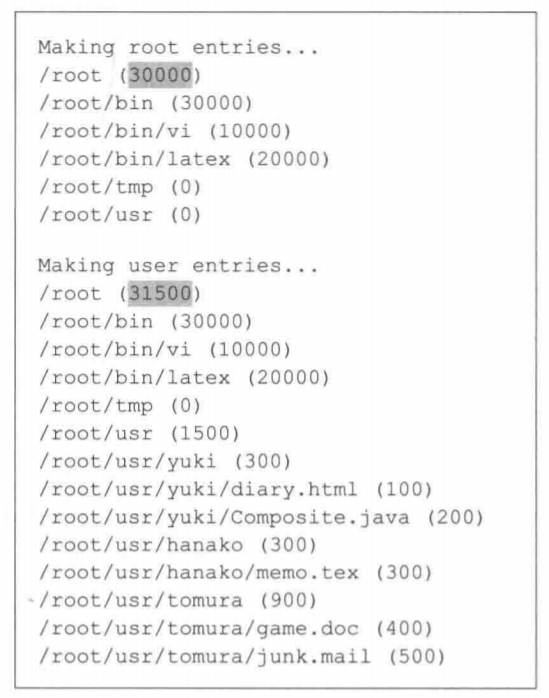 Making root entries...
/root (30000)
/root/bin (30000)
/root/bin/vi (10000)
/root/bin/latex (20000)
/root/tmp (0)
/root/usr (0)

Making user entries...
/root (31500)
/root/bin (30000)
/root/bin/vi (10000)
/root/bin/latex (20000)
/root/tmp (0)
/root/usr (1500)
/root/usr/yuki (300)
/root/usr/yuki/diary.html (100)
/root/usr/yuki/Composite.java (200)
/root/usr/hanako (300)
/root/usr/hanako/memo.tex (300)
/root/usr/tomura (900)
/root/usr/tomura/game.doc (400)
/root/usr/tomura/junk.mail (500)